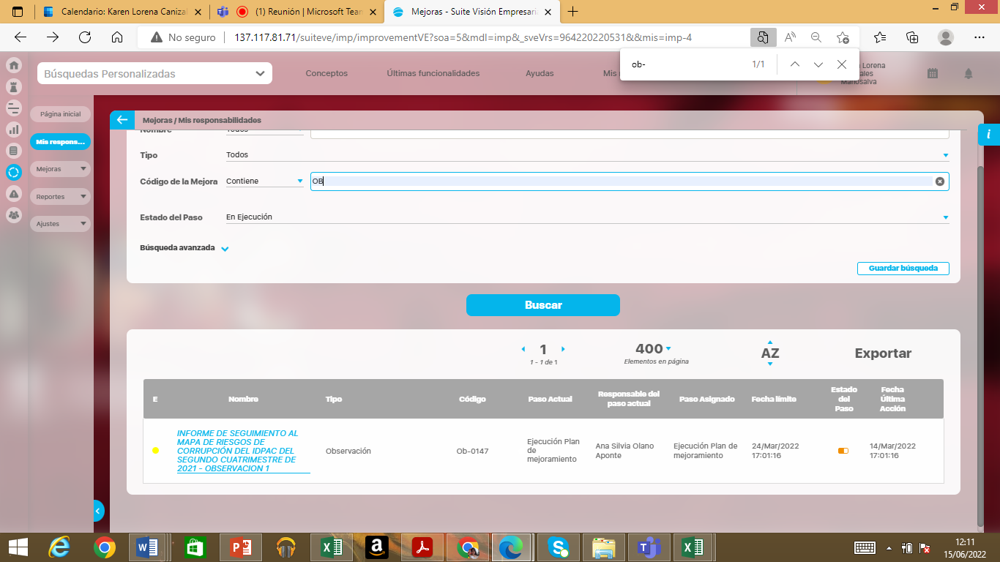 Calendario: Karen Lorena Canizal
(1) Reunión | Microsoft Team
Mejoras - Suite Visión Empresaria
No seguro
137.117.81.71/suiteve/imp/improvementVE?soa=5&mdl=imp&_sveVrs=964220220531&&mis=imp-4
ob-
1/1
Búsquedas Personalizadas
Conceptos
Últimas funcionalidades
Ayudas
Mis
Lorena
ales
Manosalva
Página inicial
Mis respons...
Mejoras
Reportes
Ajustes
Mejoras / Mis responsabilidades
Nombre
Todos
Tipo
Todos
Código de la Mejora
Contiene
OB
Estado del Paso
En Ejecución
Búsqueda avanzada
Guardar búsqueda
Buscar
1
1 - 1 de 1
400
Elementos en página
AZ
Exportar
E
Nombre
Tipo
Código
Paso Actual
Responsable del
paso actual
Paso Asignado
Fecha límite
Estado
del
Paso
Fecha
Última
Acción
INFORME DE SEGUIMIENTO AL
MAPA DE RIESGOS DE
CORRUPCIÓN DEL IDPAC DEL
SEGUNDO CUATRIMESTRE DE
2021 - OBSERVACION 1
Observación
Ob-0147
Ejecución Plan
de
mejoramiento
Ana Silvia Olano
Aponte
Ejecución Plan de
mejoramiento
24/Mar/2022
17:01:16
14/Mar/2022
17:01:16
12:11
15/06/2022